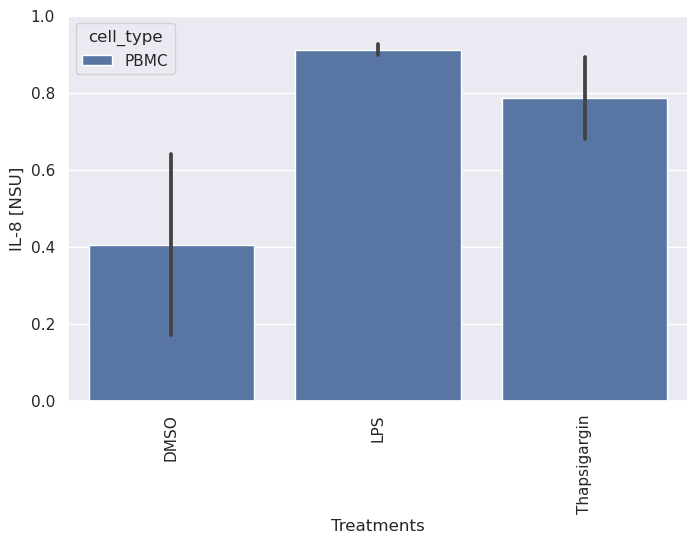 cell_type
PBMC
1.0
0.8
0.6
0.4
0.2
0.0
IL-8 [NSU]
DMSO
LPS
Thapsigargin
Treatments